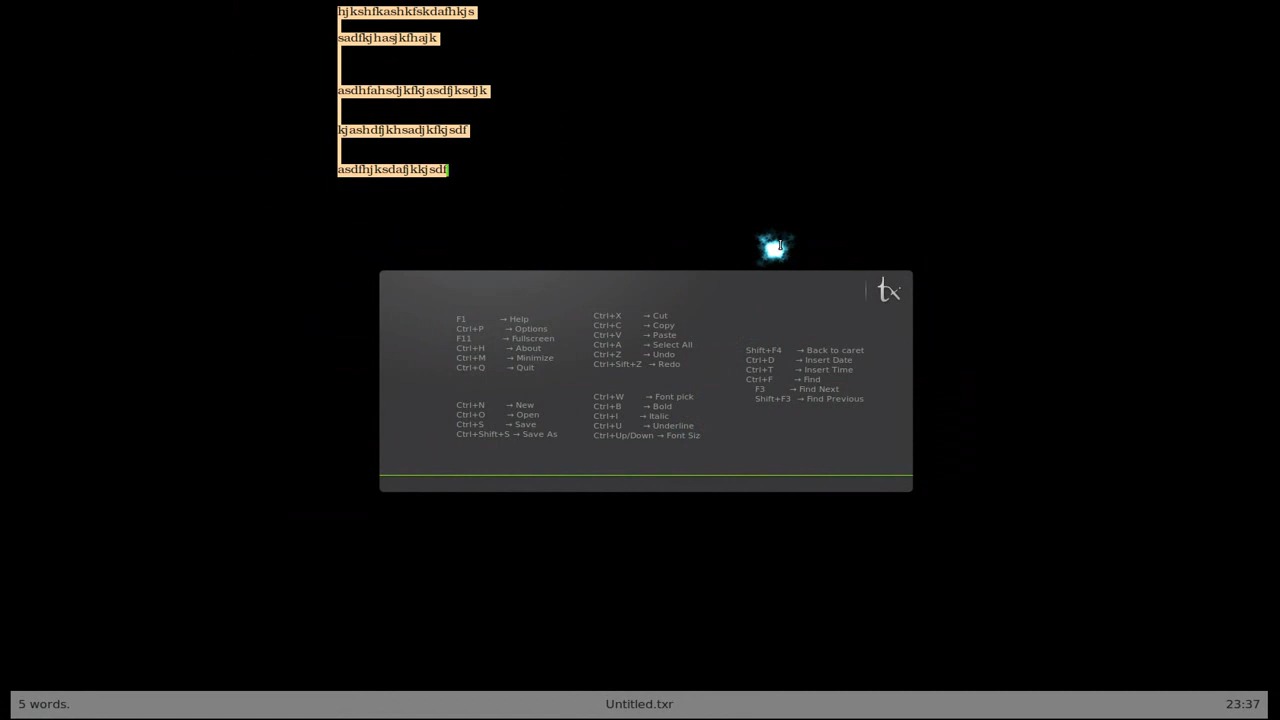 hjkshfkashkfskdafhkjs
sadfkjhasjkfhajk
asdhfahsdjkfkjasdfjksdjk
kjashdfjkhsadjkfkjsdf
asdfhjksdafjkkjsdf
tx
F1 → Help
Ctrl+P → Options
F11 → Fullscreen
Ctrl+H → About
Ctrl+M → Minimize
Ctrl+Q → Quit
Ctrl+N → New
Ctrl+O → Open
Ctrl+S → Save
Ctrl+Shift+S → Save As
Ctrl+X → Cut
Ctrl+C → Copy
Ctrl+V → Paste
Ctrl+A → Select All
Ctrl+Z → Undo
Ctrl+Sift+Z → Redo
Ctrl+W → Font pick
Ctrl+B → Bold
Ctrl+I → Italic
Ctrl+U → Underline
Ctrl+Up/Down → Font Siz
Shift+F4 → Back to caret
Ctrl+D → Insert Date
Ctrl+T → Insert Time
Ctrl+F → Find
F3 → Find Next
Shift+F3 → Find Previous
5 words.
Untitled.txr
23:37